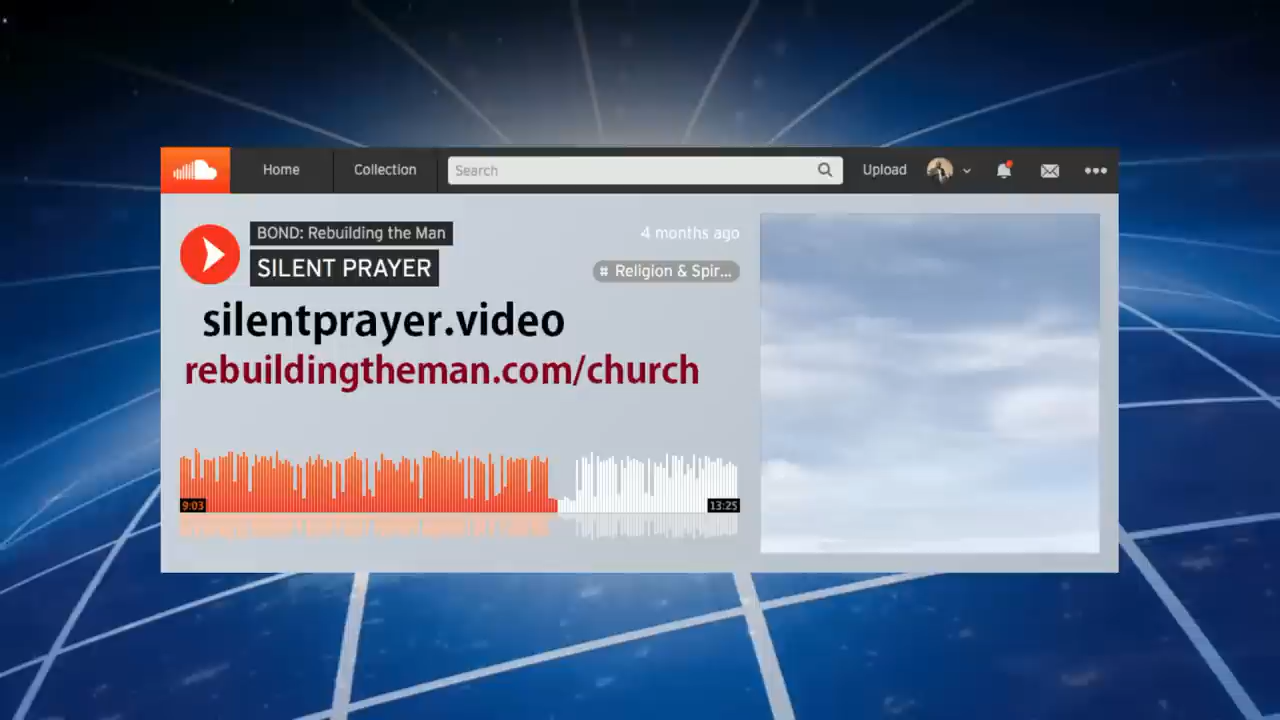 Home
Collection
Search
Upload
BOND: Rebuilding the Man
4 months ago
SILENT PRAYER
# Religion & Spir...
silentprayer.video
rebuildingtheman.com/church
9:03
13:25